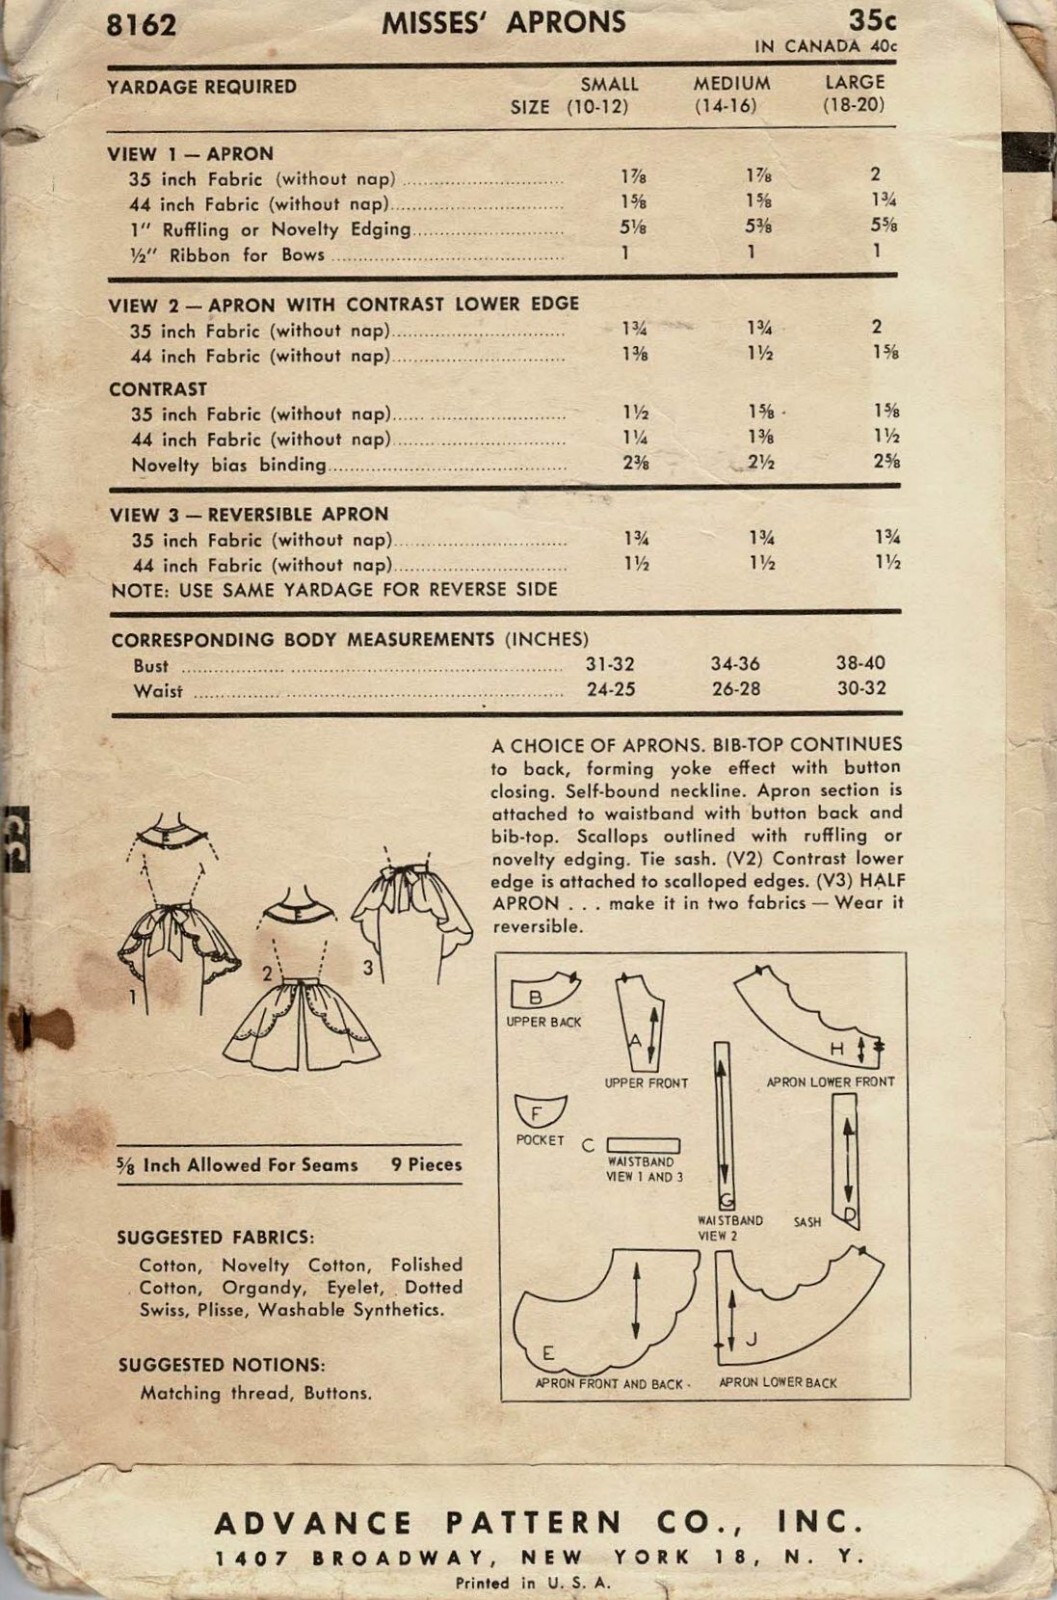 8162 MISSES' APRONS 35c
IN CANADA 40c
YARDAGE REQUIRED SMALL MEDIUM LARGE
SIZE (10-12) (14-16) (18-20)
VIEW 1 — APRON
35 inch Fabric (without nap) 1⅞ 1⅞ 2
44 inch Fabric (without nap) 1⅝ 1⅝ 1¾
1" Ruffling or Novelty Edging 5⅛ 5⅜ 5⅝
½" Ribbon for Bows 1 1 1
VIEW 2 — APRON WITH CONTRAST LOWER EDGE
35 inch Fabric (without nap) 1¾ 1¾ 2
44 inch Fabric (without nap) 1⅜ 1½ 1⅝
CONTRAST
35 inch Fabric (without nap) 1½ 1⅝ 1⅝
44 inch Fabric (without nap) 1¼ 1⅜ 1½
Novelty bias binding 2⅜ 2½ 2⅝
VIEW 3 — REVERSIBLE APRON
35 inch Fabric (without nap) 1¾ 1¾ 1¾
44 inch Fabric (without nap) 1½ 1½ 1½
NOTE: USE SAME YARDAGE FOR REVERSE SIDE
CORRESPONDING BODY MEASUREMENTS (INCHES)
Bust 31-32 34-36 38-40
Waist 24-25 26-28 30-32
A CHOICE OF APRONS. BIB-TOP CONTINUES
to back, forming yoke effect with button
closing. Self-bound neckline. Apron section is
attached to waistband with button back and
bib-top. Scallops outlined with ruffling or
novelty edging. Tie sash. (V2) Contrast lower
edge is attached to scalloped edges. (V3) HALF
APRON . . . make it in two fabrics — Wear it
reversible.
1
2
3
B
UPPER BACK
A
UPPER FRONT
H
APRON LOWER FRONT
F
POCKET
C
WAISTBAND
VIEW 1 AND 3
G
WAISTBAND
VIEW 2
SASH D
E
APRON FRONT AND BACK
J
APRON LOWER BACK
⅝ Inch Allowed For Seams 9 Pieces
SUGGESTED FABRICS:
Cotton, Novelty Cotton, Polished
Cotton, Organdy, Eyelet, Dotted
Swiss, Plisse, Washable Synthetics.
SUGGESTED NOTIONS:
Matching thread, Buttons.
ADVANCE PATTERN CO., INC.
1407 BROADWAY, NEW YORK 18, N. Y.
Printed in U. S. A.